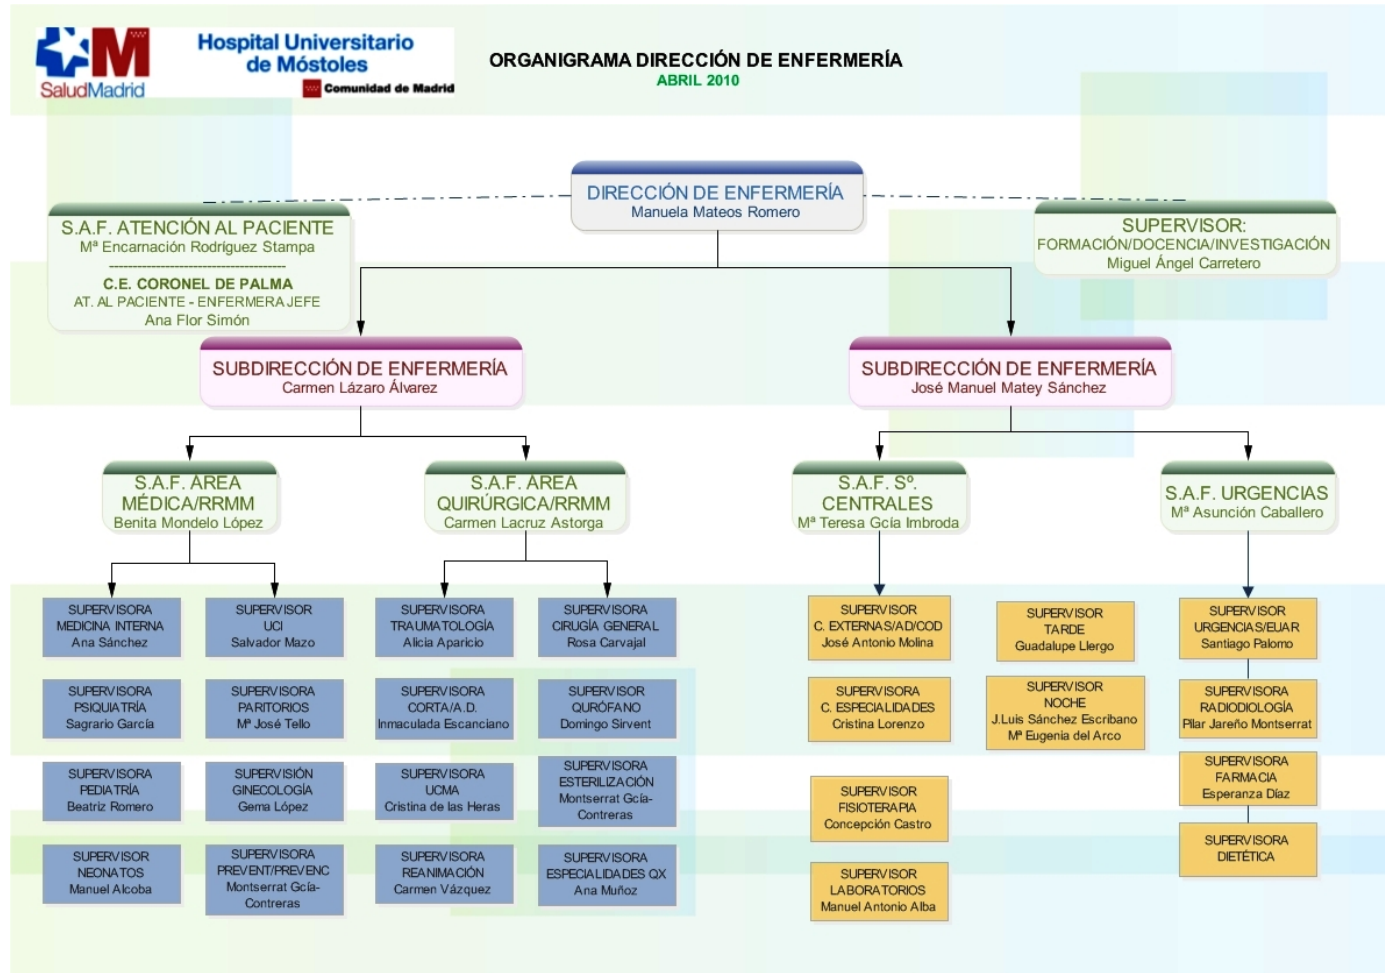 SaludMadrid
Hospital Universitario
de Móstoles
Comunidad de Madrid
ORGANIGRAMA DIRECCIÓN DE ENFERMERÍA
ABRIL 2010
DIRECCIÓN DE ENFERMERÍA
Manuela Mateos Romero
S.A.F. ATENCIÓN AL PACIENTE
Mª Encarnación Rodríguez Stampa
----------------------------------------
C.E. CORONEL DE PALMA
AT. AL PACIENTE - ENFERMERA JEFE
Ana Flor Simón
SUPERVISOR:
FORMACIÓN/DOCENCIA/INVESTIGACIÓN
Miguel Ángel Carretero
SUBDIRECCIÓN DE ENFERMERÍA
Carmen Lázaro Álvarez
SUBDIRECCIÓN DE ENFERMERÍA
José Manuel Matey Sánchez
S.A.F. ÁREA
MÉDICA/RRMM
Benita Mondelo López
S.A.F. ÁREA
QUIRÚRGICA/RRMM
Carmen Lacruz Astorga
S.A.F. Sº.
CENTRALES
Mª Teresa Gcía Imbroda
S.A.F. URGENCIAS
Mª Asunción Caballero
SUPERVISORA
MEDICINA INTERNA
Ana Sánchez
SUPERVISOR
UCI
Salvador Mazo
SUPERVISORA
TRAUMATOLOGÍA
Alicia Aparicio
SUPERVISORA
CIRUGÍA GENERAL
Rosa Carvajal
SUPERVISOR
C. EXTERNAS/AD/COD
José Antonio Molina
SUPERVISOR
TARDE
Guadalupe Llergo
SUPERVISOR
URGENCIAS/EUAR
Santiago Palomo
SUPERVISORA
PSIQUIATRÍA
Sagrario García
SUPERVISORA
PARITORIOS
Mª José Tello
SUPERVISORA
CORTA/A.D.
Inmaculada Escanciano
SUPERVISOR
QURÓFANO
Domingo Sirvent
SUPERVISORA
C. ESPECIALIDADES
Cristina Lorenzo
SUPERVISOR
NOCHE
J.Luis Sánchez Escribano
Mª Eugenia del Arco
SUPERVISORA
RADIODIOLOGÍA
Pilar Jareño Montserrat
SUPERVISORA
PEDIATRÍA
Beatriz Romero
SUPERVISIÓN
GINECOLOGÍA
Gema López
SUPERVISORA
UCMA
Cristina de las Heras
SUPERVISORA
ESTERILIZACIÓN
Montserrat Gcía-
Contreras
SUPERVISOR
FISIOTERAPIA
Concepción Castro
SUPERVISORA
FARMACIA
Esperanza Díaz
SUPERVISOR
NEONATOS
Manuel Alcoba
SUPERVISORA
PREVENT/PREVENC
Montserrat Gcía-
Contreras
SUPERVISORA
REANIMACIÓN
Carmen Vázquez
SUPERVISORA
ESPECIALIDADES QX
Ana Muñoz
SUPERVISOR
LABORATORIOS
Manuel Antonio Alba
SUPERVISORA
DIETÉTICA